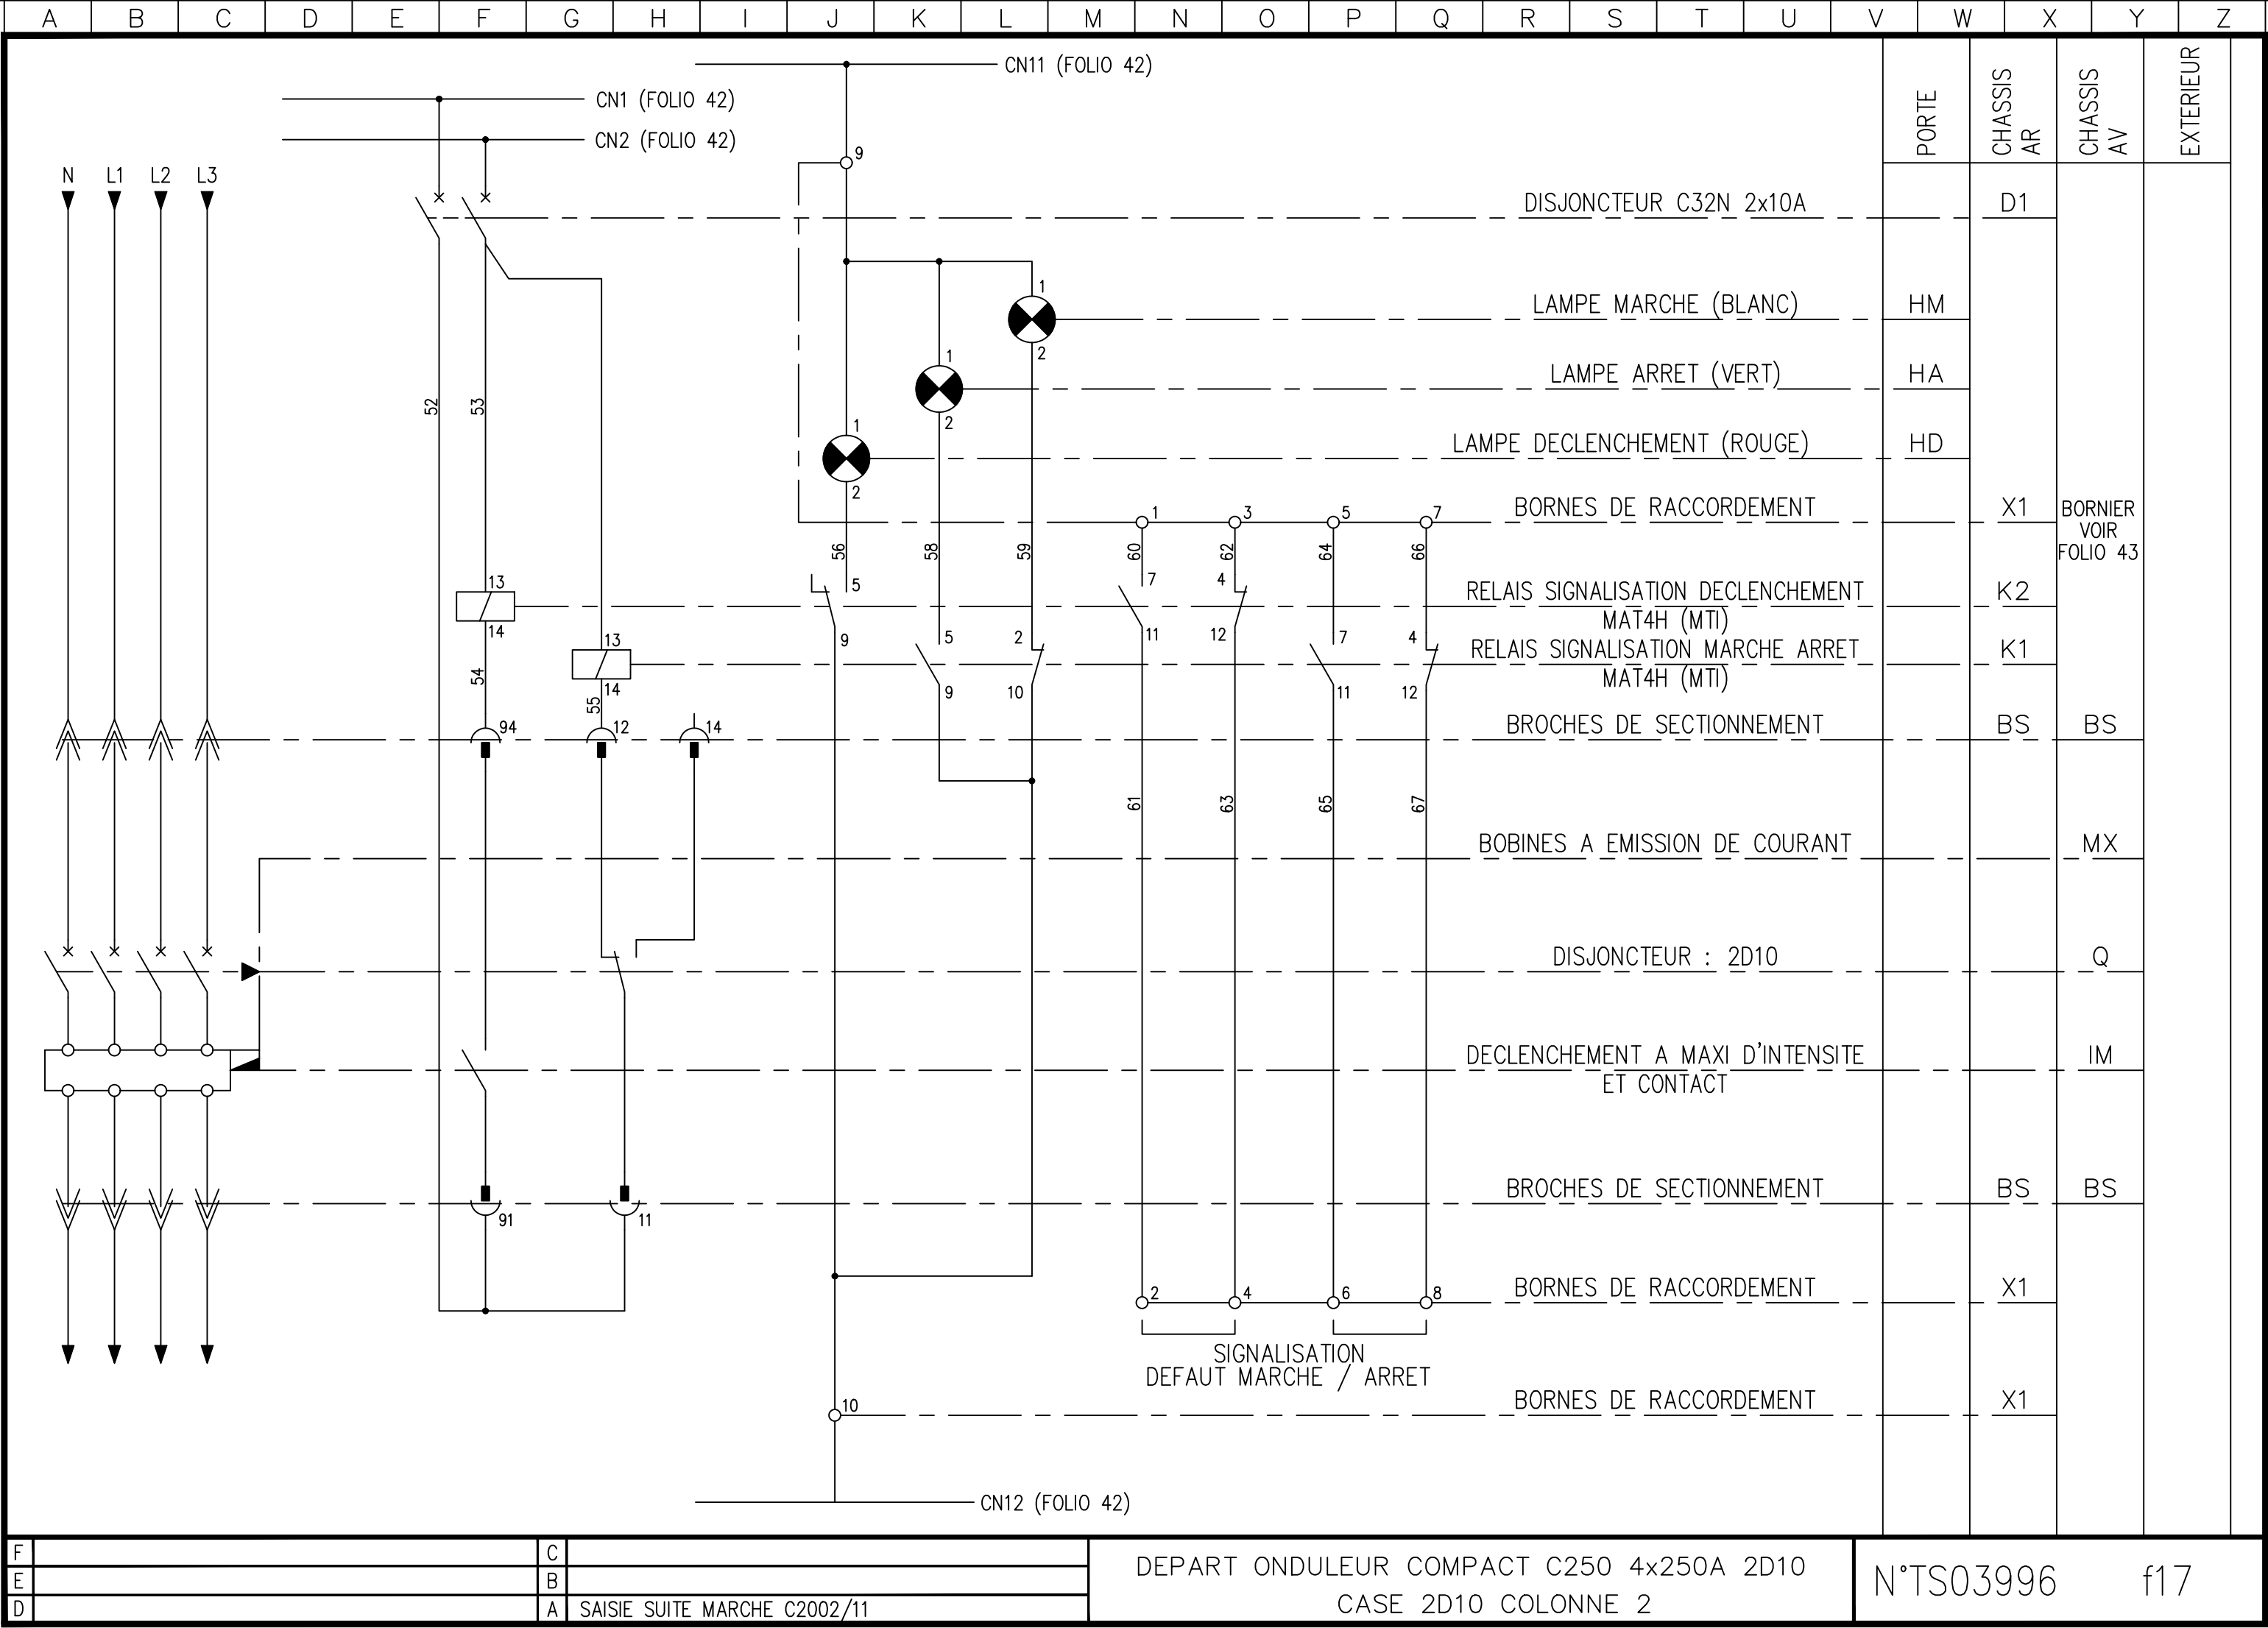 A B C D E F G H I J K L M N O P Q R S T U V W X Y Z
CN11 (FOLIO 42)
CN1 (FOLIO 42)
CN2 (FOLIO 42)
PORTE
CHASSIS
AR
CHASSIS
AV
EXTERIEUR
N L1 L2 L3
9
DISJONCTEUR C32N 2x10A D1
1
LAMPE MARCHE (BLANC) HM
2
1
LAMPE ARRET (VERT) HA
2
52 53
1
LAMPE DECLENCHEMENT (ROUGE) HD
2
1 3 5 7
BORNES DE RACCORDEMENT X1
BORNIER
VOIR
FOLIO 43
56 58 59 60 62 64 66
13 5 7 4
RELAIS SIGNALISATION DECLENCHEMENT K2
MAT4H (MTI)
14 9 11 12
13 5 2 7 4
RELAIS SIGNALISATION MARCHE ARRET K1
MAT4H (MTI)
14 9 10 11 12
54 55
94 12 14
BROCHES DE SECTIONNEMENT BS BS
61 63 65 67
BOBINES A EMISSION DE COURANT MX
DISJONCTEUR : 2D10 Q
DECLENCHEMENT A MAXI D'INTENSITE IM
ET CONTACT
BROCHES DE SECTIONNEMENT BS BS
91 11
2 4 6 8
BORNES DE RACCORDEMENT X1
SIGNALISATION
DEFAUT MARCHE / ARRET
10
BORNES DE RACCORDEMENT X1
CN12 (FOLIO 42)
F
E
D
C
B
A SAISIE SUITE MARCHE C2002/11
DEPART ONDULEUR COMPACT C250 4x250A 2D10
CASE 2D10 COLONNE 2
N°TS03996 f17